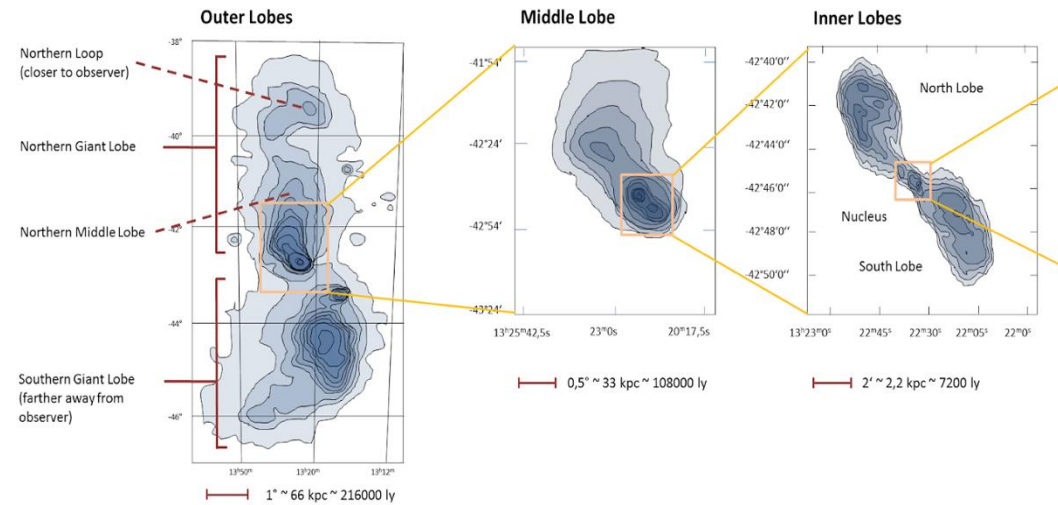 Outer Lobes
Northern Loop
(closer to observer)
Northern Giant Lobe
Northern Middle Lobe
Southern Giant Lobe
(farther away from
observer)
-38°
-40°
-42°
-44°
-46°
13ʰ50ᵐ
13ʰ20ᵐ
13ʰ12ᵐ
1° ~ 66 kpc ~ 216000 ly
Middle Lobe
-41°54'
-42°24'
-42°54'
-43°24'
13ʰ25ᵐ42,5s
23ᵐ0s
20ᵐ17,5s
0,5° ~ 33 kpc ~ 108000 ly
Inner Lobes
North Lobe
Nucleus
South Lobe
-42°40'0''
-42°42'0''
-42°44'0''
-42°46'0''
-42°48'0''
-42°50'0''
13ʰ23ᵐ0ˢ
22ᵐ45ˢ
22ᵐ30ˢ
22ᵐ05ˢ
22ᵐ0ˢ
2' ~ 2,2 kpc ~ 7200 ly